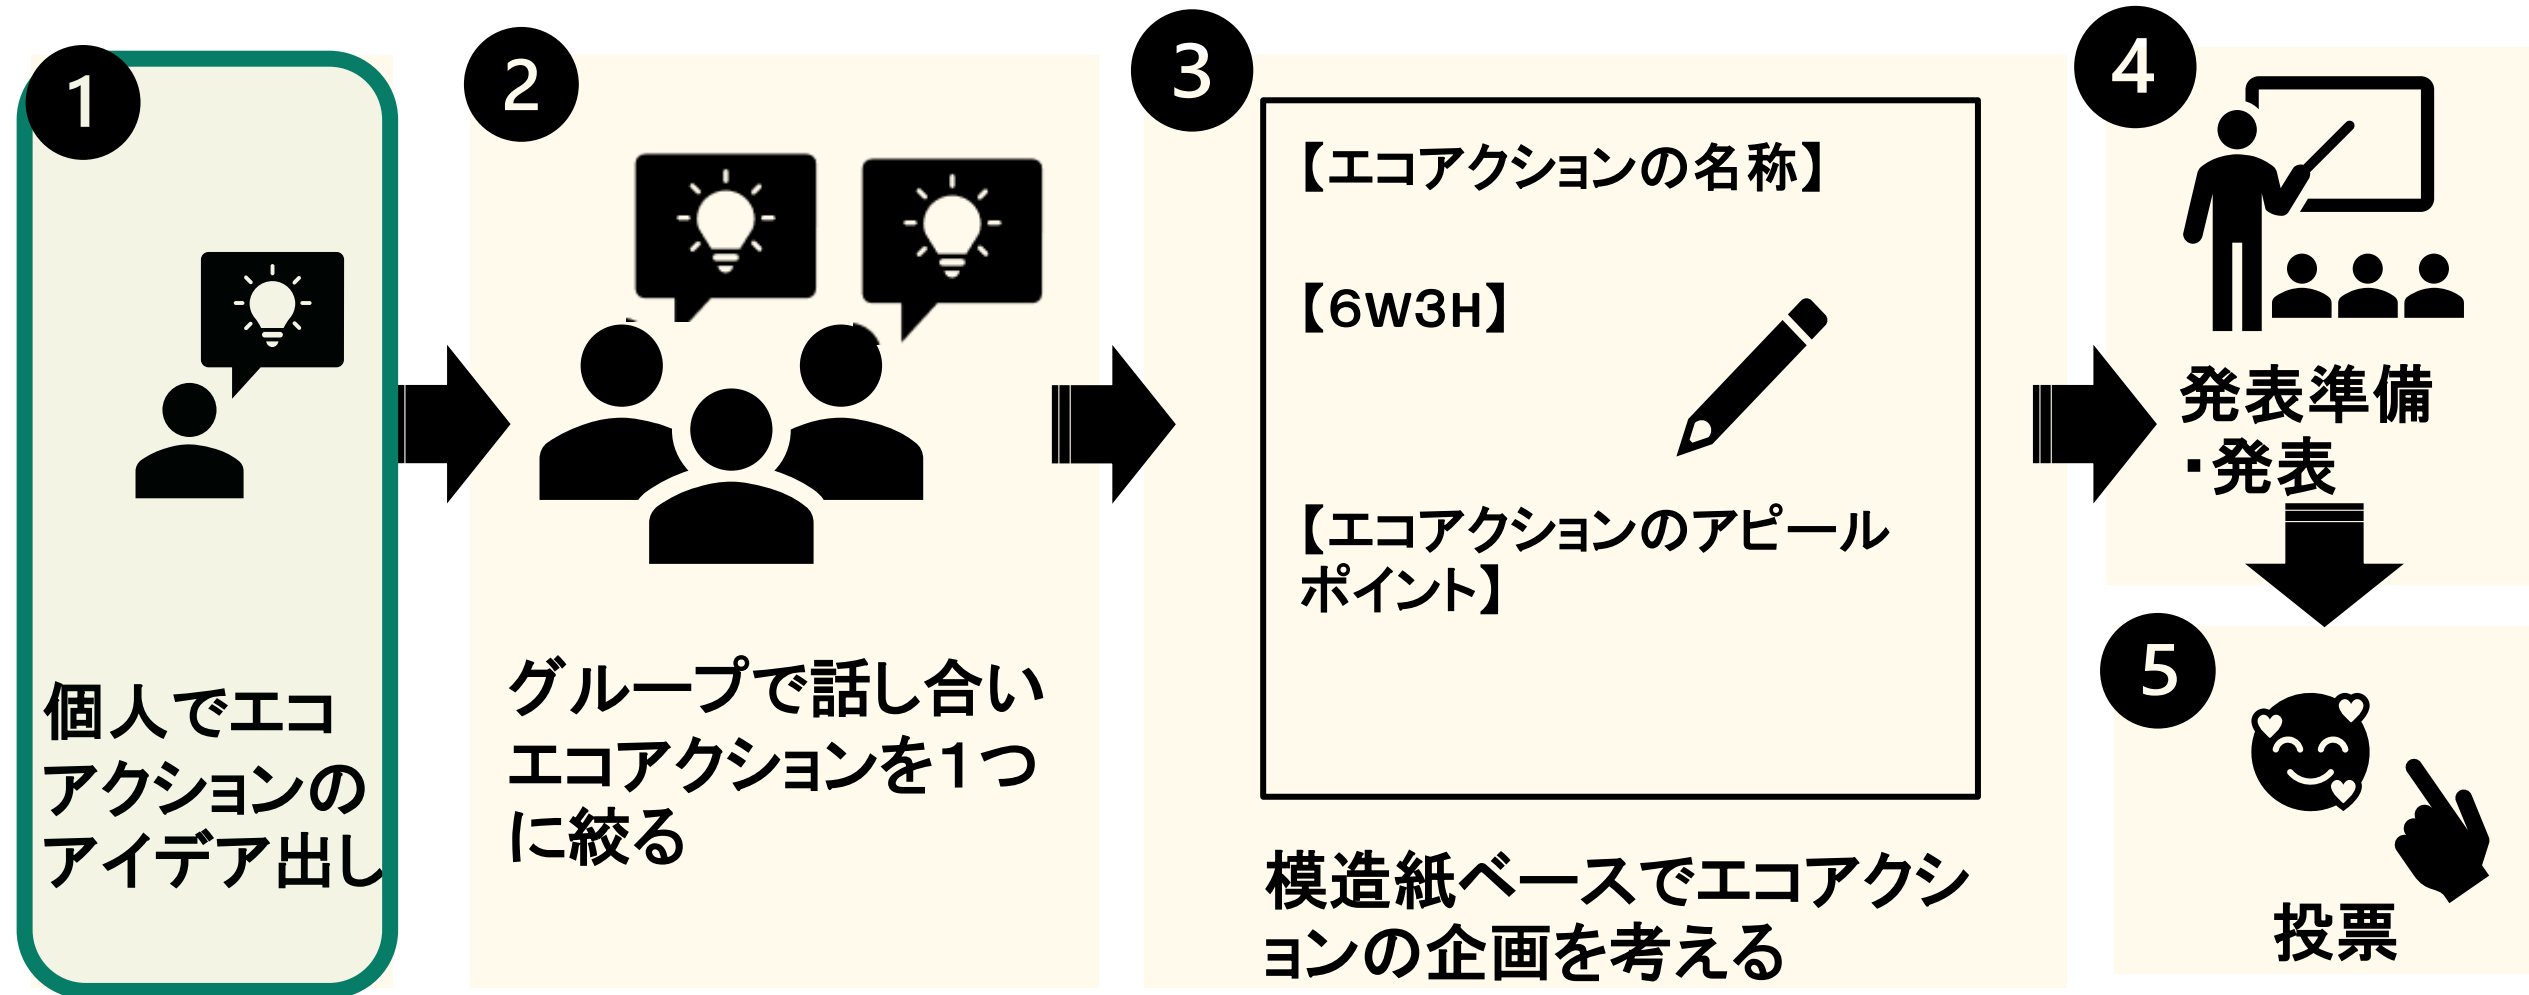 1
個人でエコ
アクションの
アイデア出し
2
グループで話し合い
エコアクションを１つ
に絞る
3
【エコアクションの名称】
【６W３H】
【エコアクションのアピール
ポイント】
模造紙ベースでエコアクシ
ョンの企画を考える
4
発表準備
・発表
5
投票